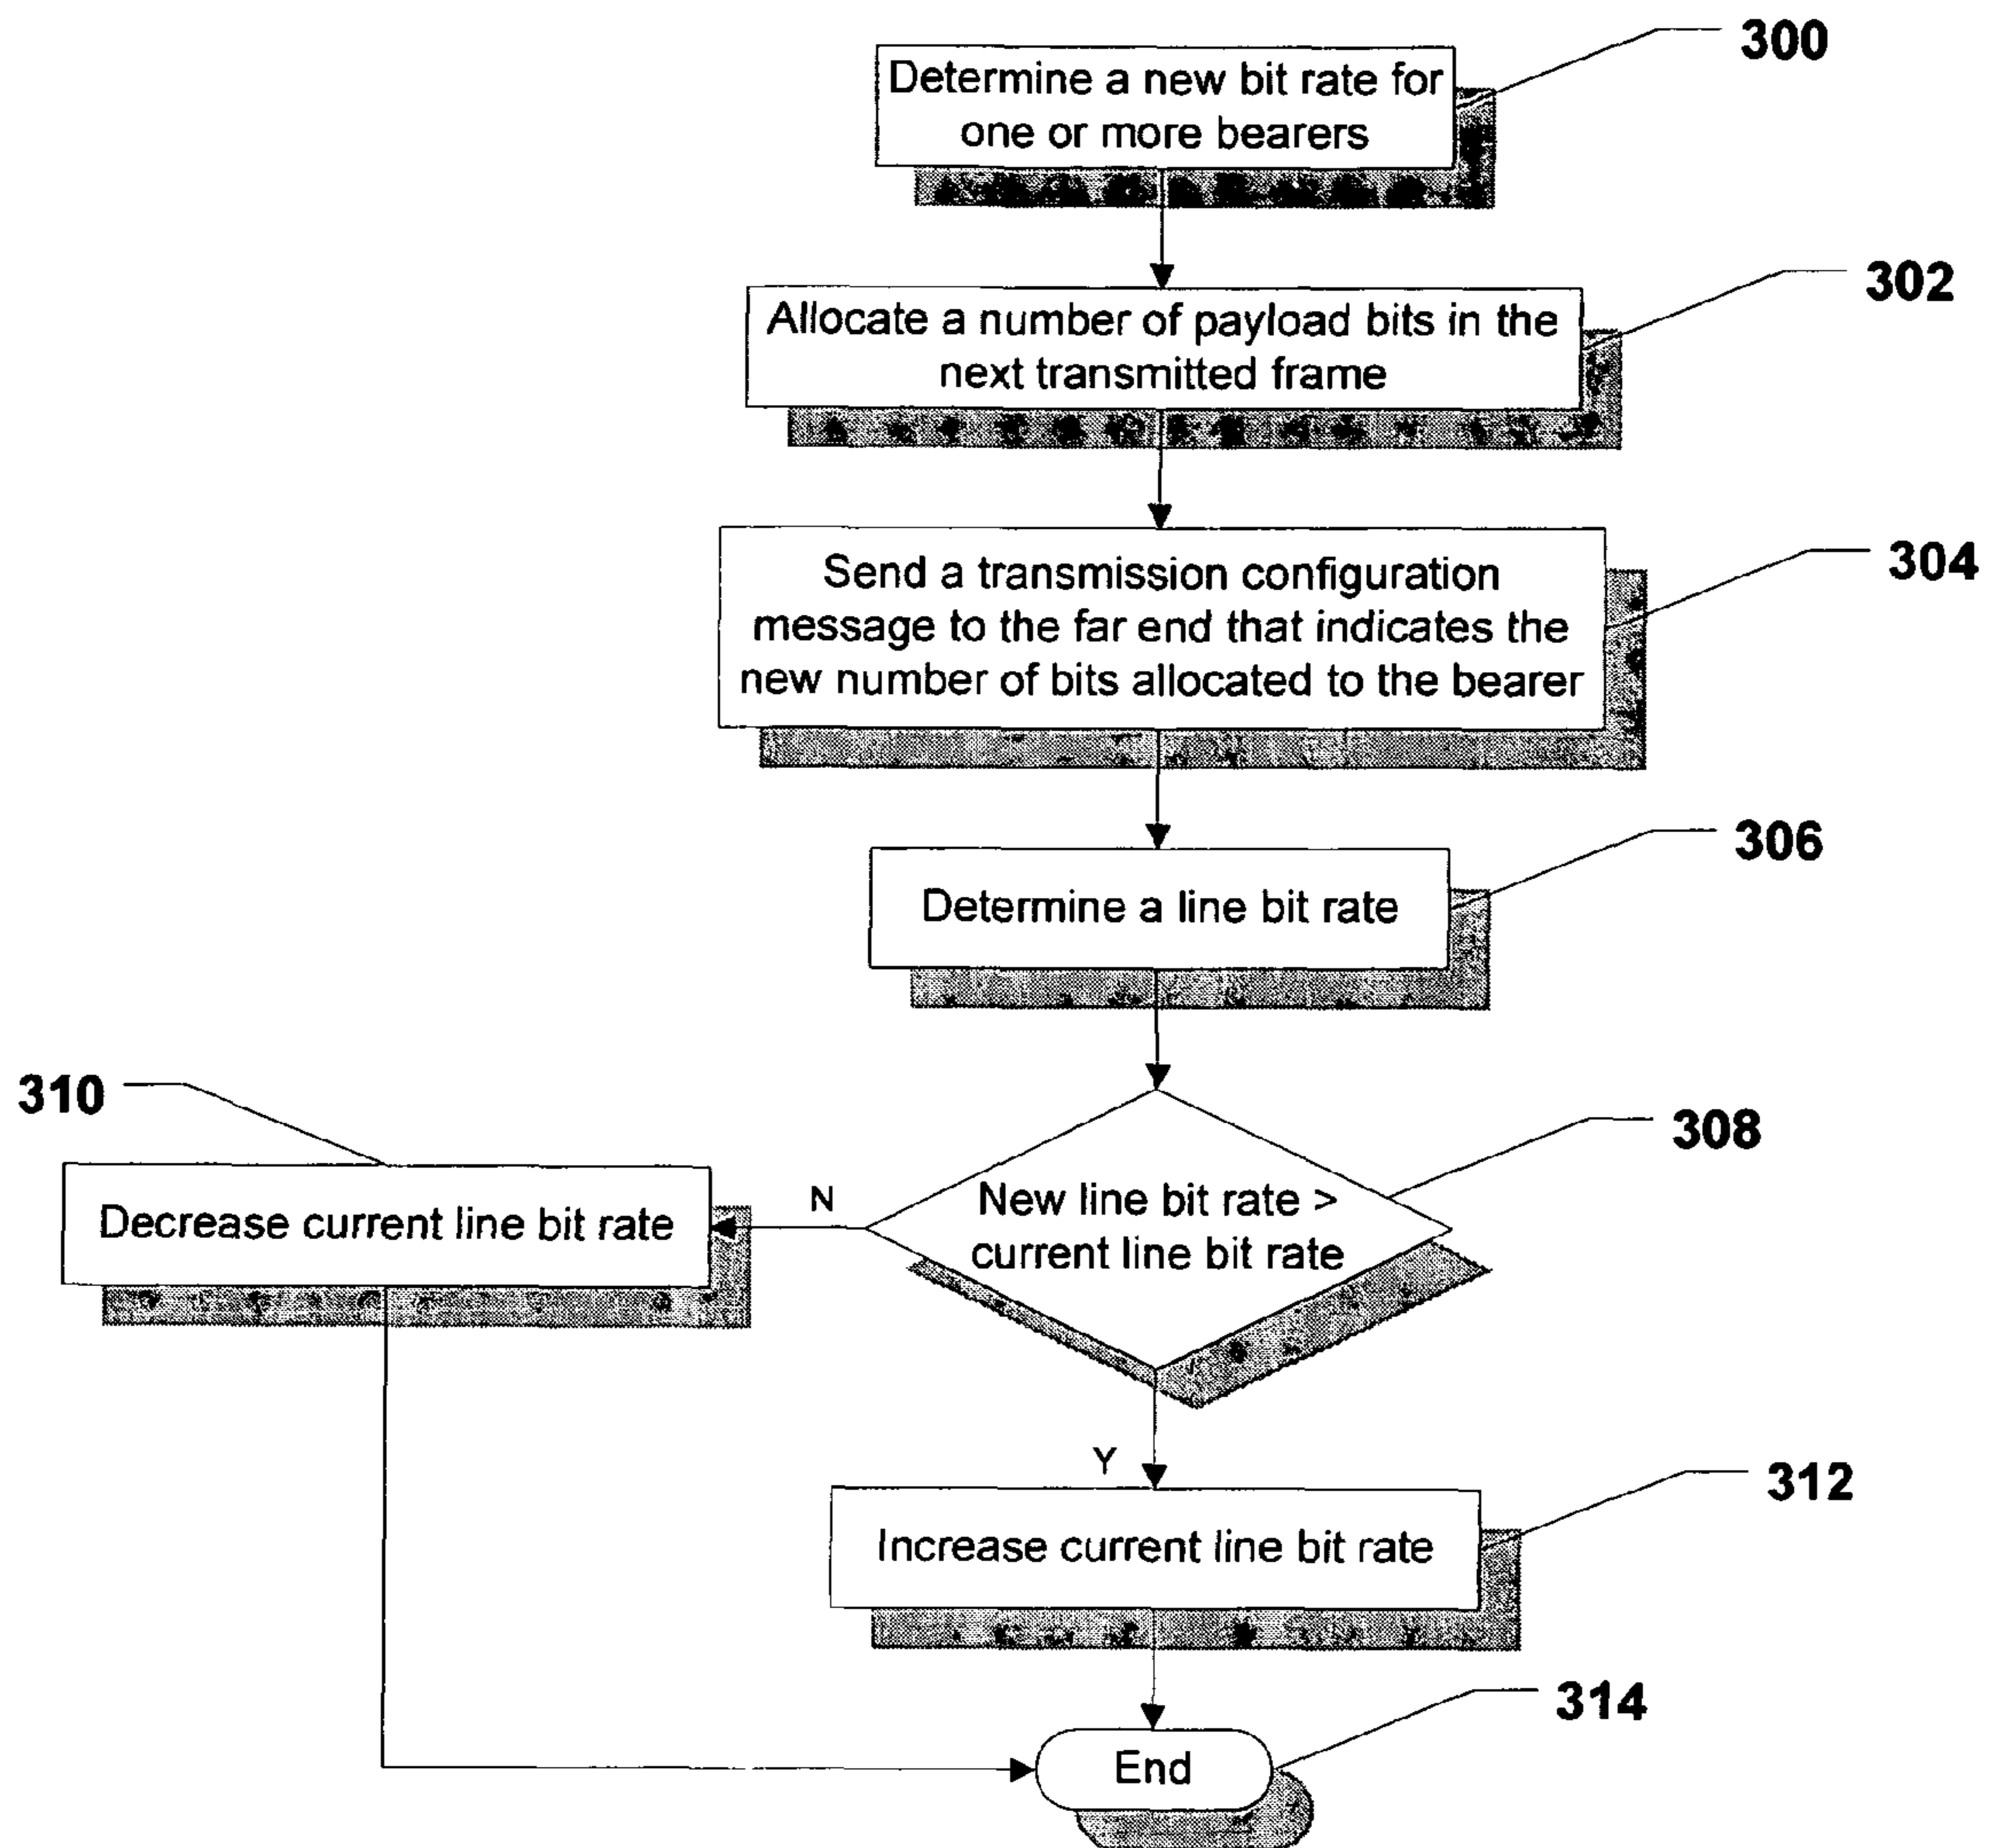 300
Determine a new bit rate for
one or more bearers
302
Allocate a number of payload bits in the
next transmitted frame
304
Send a transmission configuration
message to the far end that indicates the
new number of bits allocated to the bearer
306
Determine a line bit rate
310
308
Decrease current line bit rate
N
New line bit rate >
current line bit rate
Y
312
Increase current line bit rate
314
End